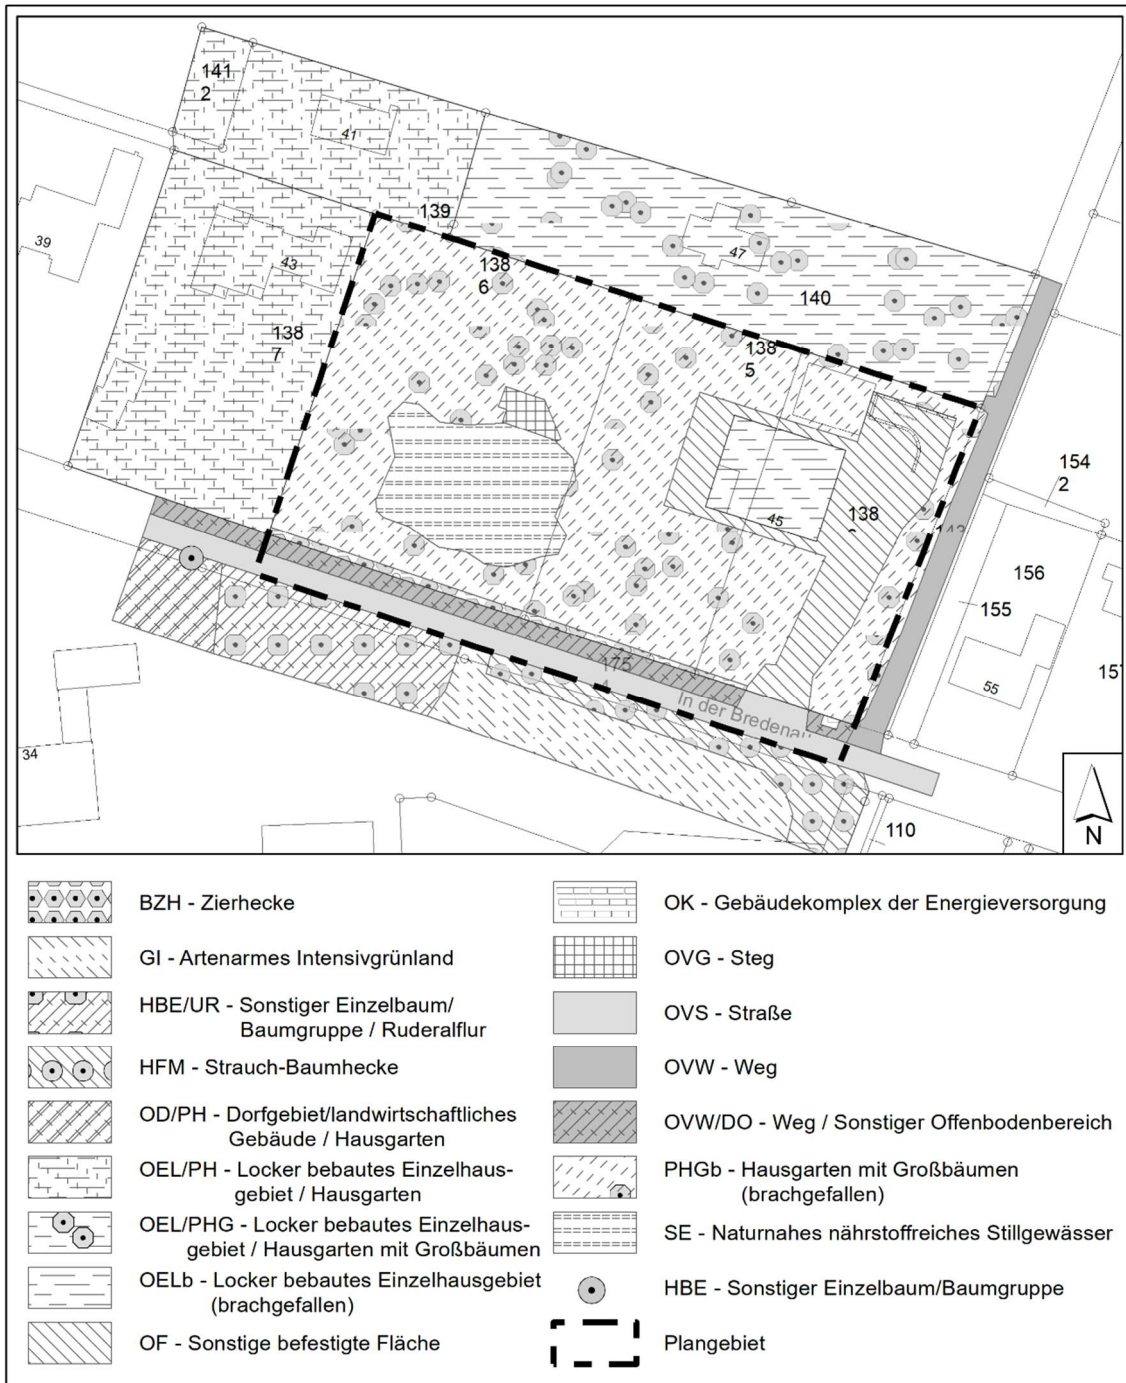 141
2
41
39
43
139
138
6
47
140
138
7
138
5
154
2
45
138
156
155
55
175
In der Bredenau
34
110
N
BZH - Zierhecke
GI - Artenarmes Intensivgrünland
HBE/UR - Sonstiger Einzelbaum/
Baumgruppe / Ruderalflur
HFM - Strauch-Baumhecke
OD/PH - Dorfgebiet/landwirtschaftliches
Gebäude / Hausgarten
OEL/PH - Locker bebautes Einzelhaus-
gebiet / Hausgarten
OEL/PHG - Locker bebautes Einzelhaus-
gebiet / Hausgarten mit Großbäumen
OELb - Locker bebautes Einzelhausgebiet
(brachgefallen)
OF - Sonstige befestigte Fläche
OK - Gebäudekomplex der Energieversorgung
OVG - Steg
OVS - Straße
OVW - Weg
OVW/DO - Weg / Sonstiger Offenbodenbereich
PHGb - Hausgarten mit Großbäumen
(brachgefallen)
SE - Naturnahes nährstoffreiches Stillgewässer
HBE - Sonstiger Einzelbaum/Baumgruppe
Plangebiet